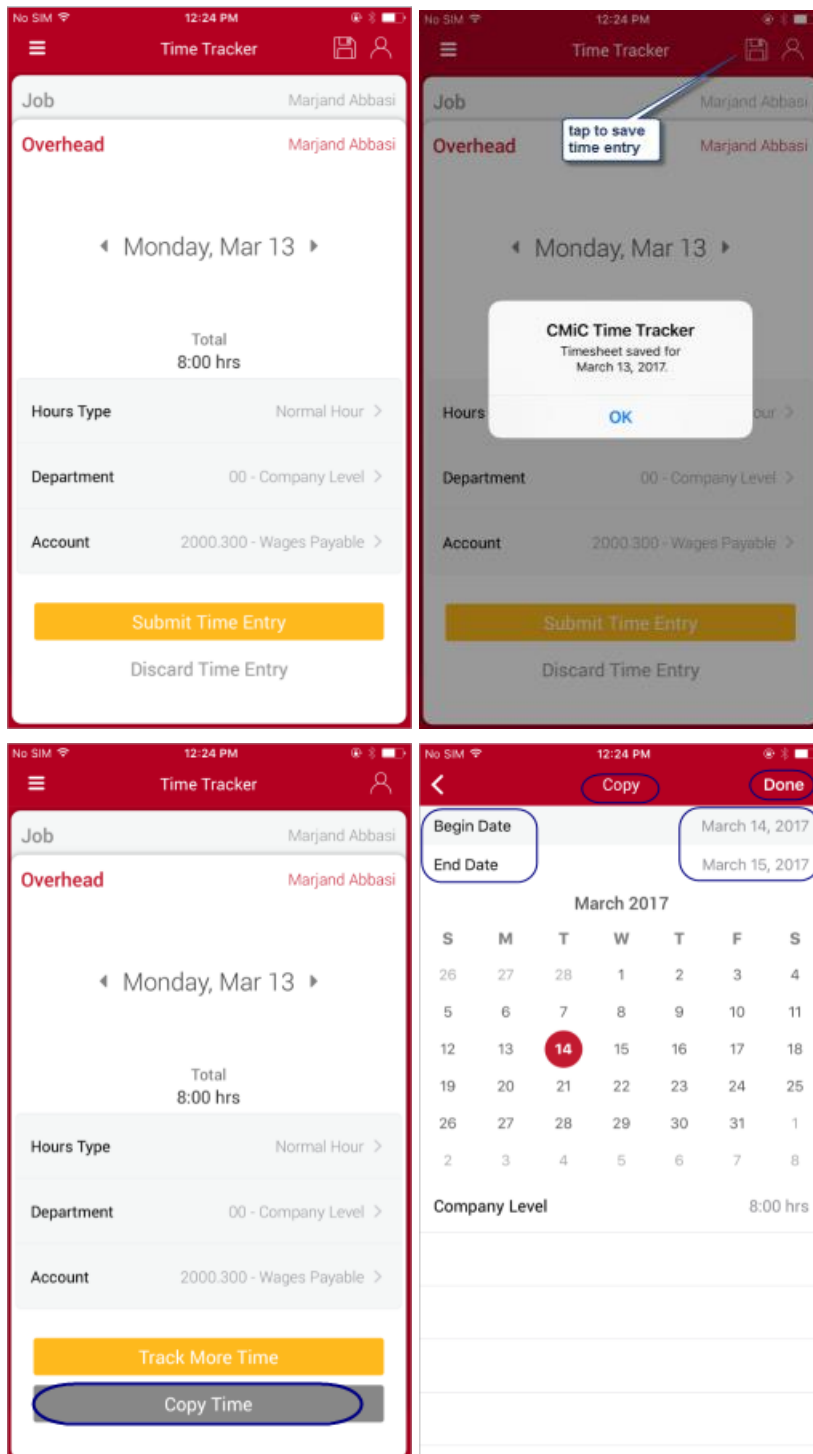 No SIM 12:24 PM
Time Tracker
Job Marjand Abbasi
Overhead Marjand Abbasi
Monday, Mar 13
Total
8:00 hrs
Hours Type Normal Hour >
Department 00 - Company Level >
Account 2000.300 - Wages Payable >
Submit Time Entry
Discard Time Entry
No SIM 12:24 PM
Time Tracker
Job Marjand Abbasi
tap to save
time entry
Overhead Marjand Abbasi
Monday, Mar 13
CMiC Time Tracker
Timesheet saved for
March 13, 2017.
OK
Hours our >
Department 00 - Company Level >
Account 2000.300 - Wages Payable >
Submit Time Entry
Discard Time Entry
No SIM 12:24 PM
Time Tracker
Job Marjand Abbasi
Overhead Marjand Abbasi
Monday, Mar 13
Total
8:00 hrs
Hours Type Normal Hour >
Department 00 - Company Level >
Account 2000.300 - Wages Payable >
Track More Time
Copy Time
No SIM 12:24 PM
< Copy Done
Begin Date March 14, 2017
End Date March 15, 2017
March 2017
S M T W T F S
26 27 28 1 2 3 4
5 6 7 8 9 10 11
12 13 14 15 16 17 18
19 20 21 22 23 24 25
26 27 28 29 30 31 1
2 3 4 5 6 7 8
Company Level 8:00 hrs